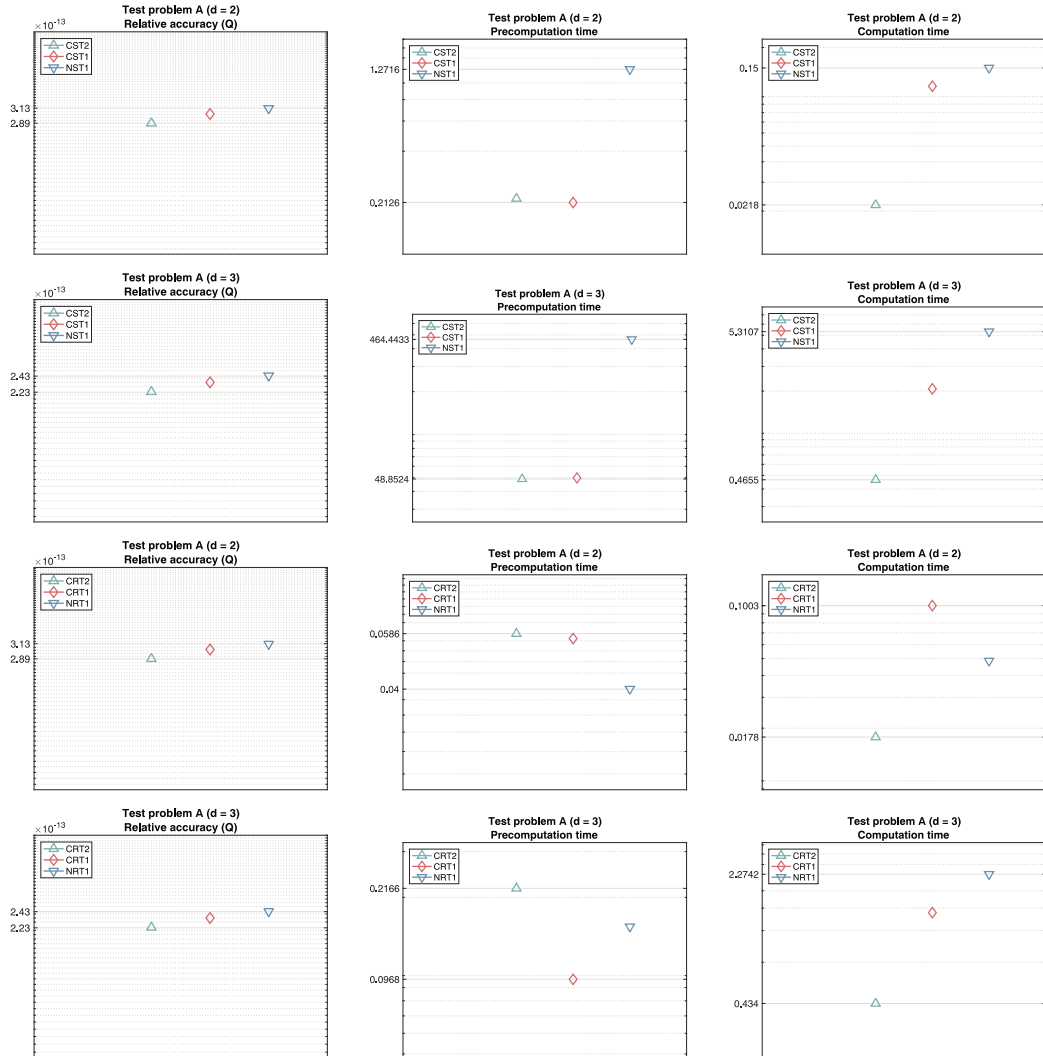 Test problem A (d = 2)
Relative accuracy (Q)
×10-13
CST2
CST1
NST1
3.13
2.89
Test problem A (d = 2)
Precomputation time
CST2
CST1
NST1
1.2716
0.2126
Test problem A (d = 2)
Computation time
CST2
CST1
NST1
0.15
0.0218
Test problem A (d = 3)
Relative accuracy (Q)
×10-13
CST2
CST1
NST1
2.43
2.23
Test problem A (d = 3)
Precomputation time
CST2
CST1
NST1
464.4433
48.8524
Test problem A (d = 3)
Computation time
CST2
CST1
NST1
5.3107
0.4655
Test problem A (d = 2)
Relative accuracy (Q)
×10-13
CRT2
CRT1
NRT1
3.13
2.89
Test problem A (d = 2)
Precomputation time
CRT2
CRT1
NRT1
0.0586
0.04
Test problem A (d = 2)
Computation time
CRT2
CRT1
NRT1
0.1003
0.0178
Test problem A (d = 3)
Relative accuracy (Q)
×10-13
CRT2
CRT1
NRT1
2.43
2.23
Test problem A (d = 3)
Precomputation time
CRT2
CRT1
NRT1
0.2166
0.0968
Test problem A (d = 3)
Computation time
CRT2
CRT1
NRT1
2.2742
0.434